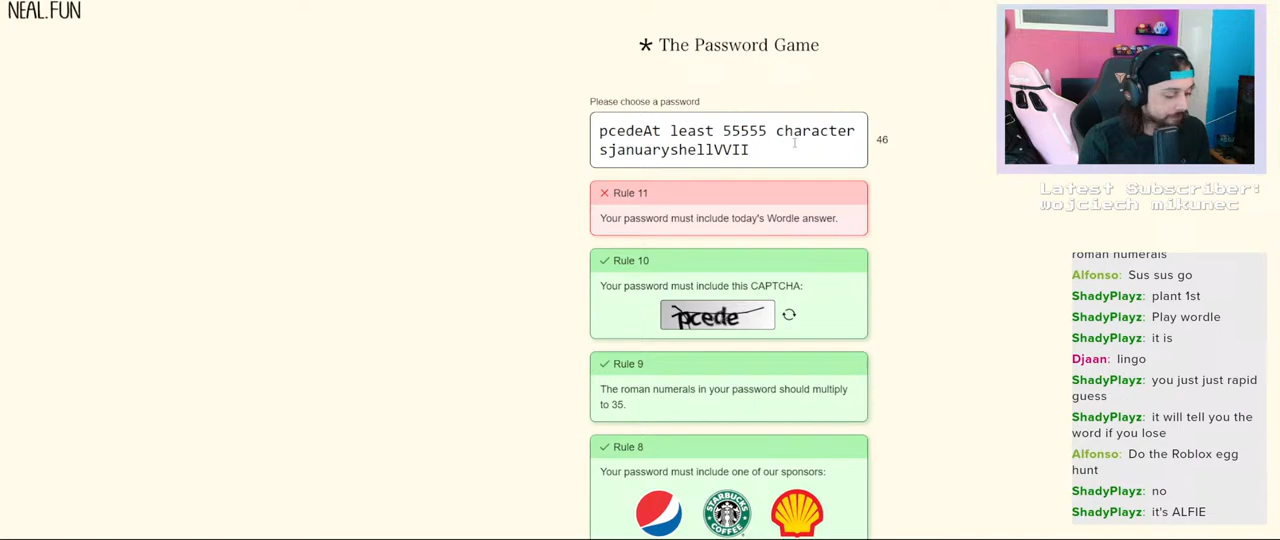 NEAL.FUN
* The Password Game
Please choose a password
pcedeAt least 55555 character
sjanuaryshellVVII
46
× Rule 11
Your password must include today's Wordle answer.
✓ Rule 10
Your password must include this CAPTCHA:
pcede
✓ Rule 9
The roman numerals in your password should multiply
to 35.
✓ Rule 8
Your password must include one of our sponsors:
STARBUCKS
COFFEE
Latest Subscriber:
wojciech mikunec
roman numerals
Alfonso: Sus sus go
ShadyPlayz: plant 1st
ShadyPlayz: Play wordle
ShadyPlayz: it is
Djaan: lingo
ShadyPlayz: you just just rapid
guess
ShadyPlayz: it will tell you the
word if you lose
Alfonso: Do the Roblox egg
hunt
ShadyPlayz: no
ShadyPlayz: it's ALFIE